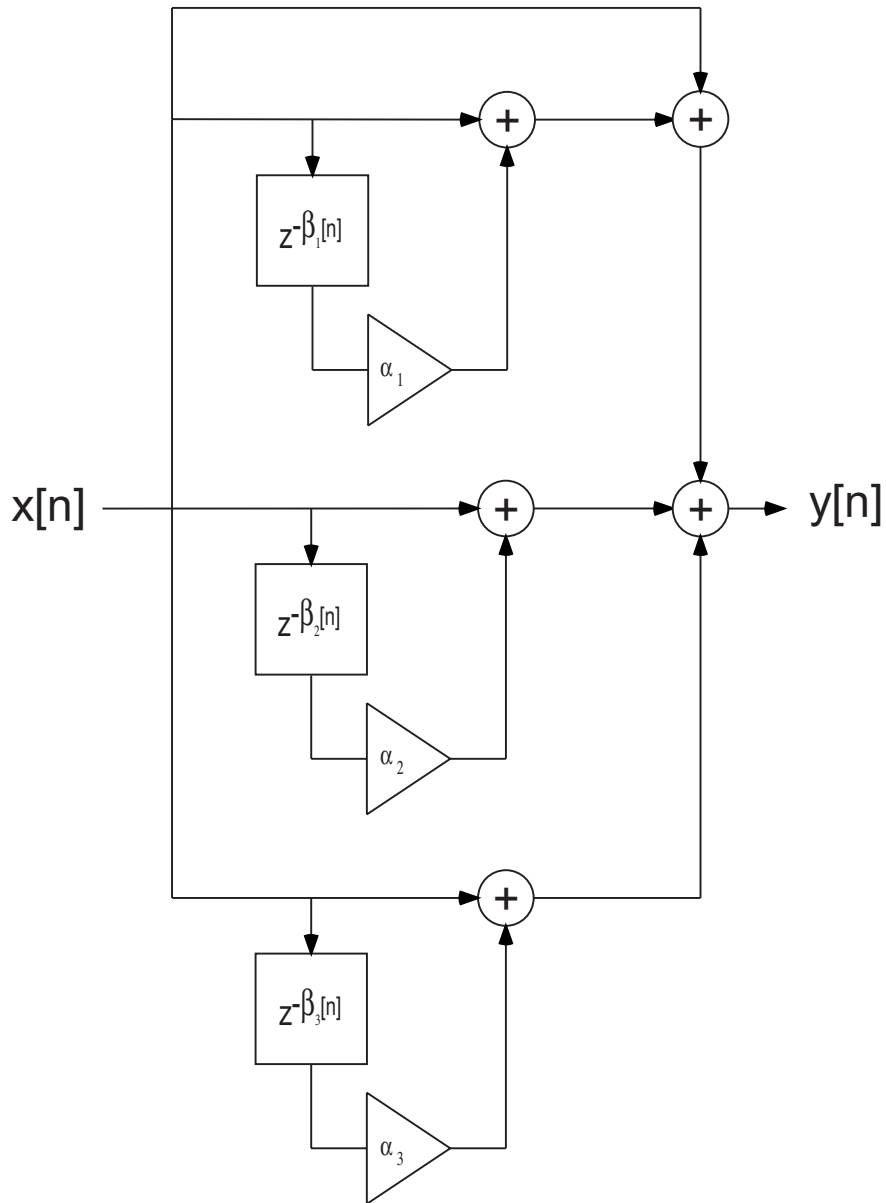 +
+
z^-β₁[n]
α₁
x[n]
+
+
y[n]
z^-β₂[n]
α₂
+
z^-β₃[n]
α₃